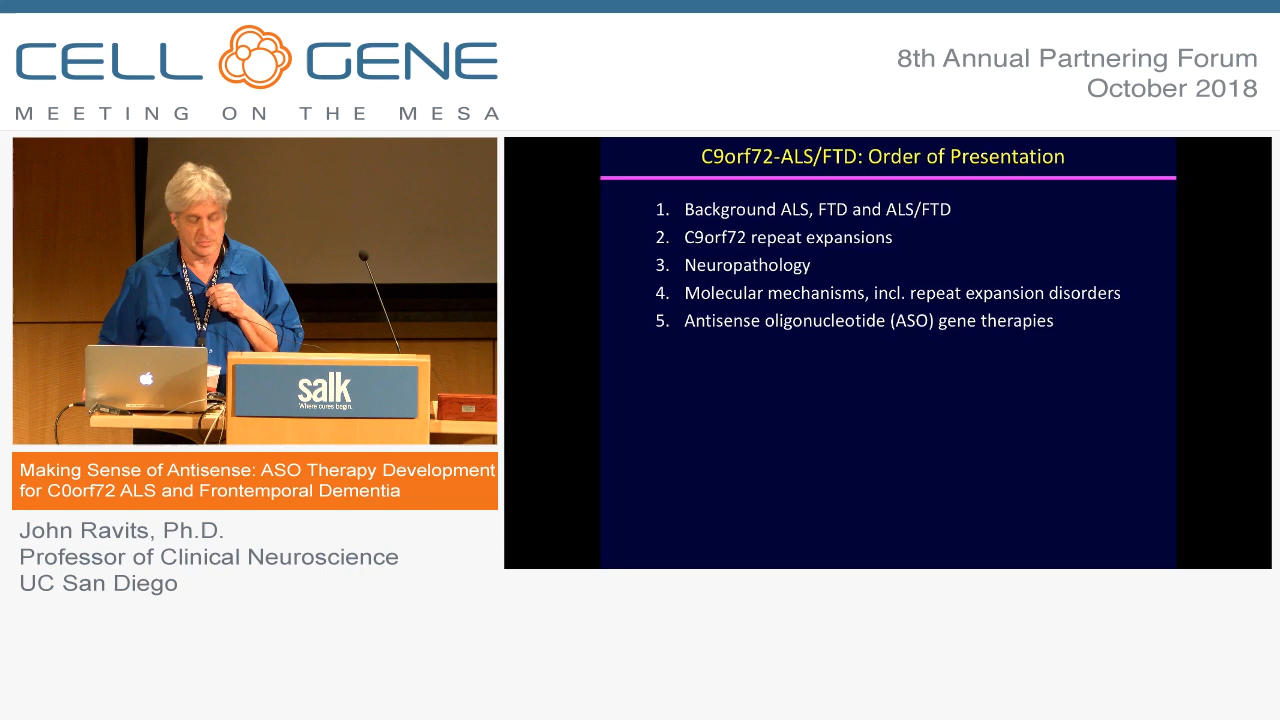 CELL GENE
MEETING ON THE MESA
8th Annual Partnering Forum
October 2018
C9orf72-ALS/FTD: Order of Presentation
1. Background ALS, FTD and ALS/FTD
2. C9orf72 repeat expansions
3. Neuropathology
4. Molecular mechanisms, incl. repeat expansion disorders
5. Antisense oligonucleotide (ASO) gene therapies
salk
Where cures begin.
Making Sense of Antisense: ASO Therapy Development
for C0orf72 ALS and Frontemporal Dementia
John Ravits, Ph.D.
Professor of Clinical Neuroscience
UC San Diego